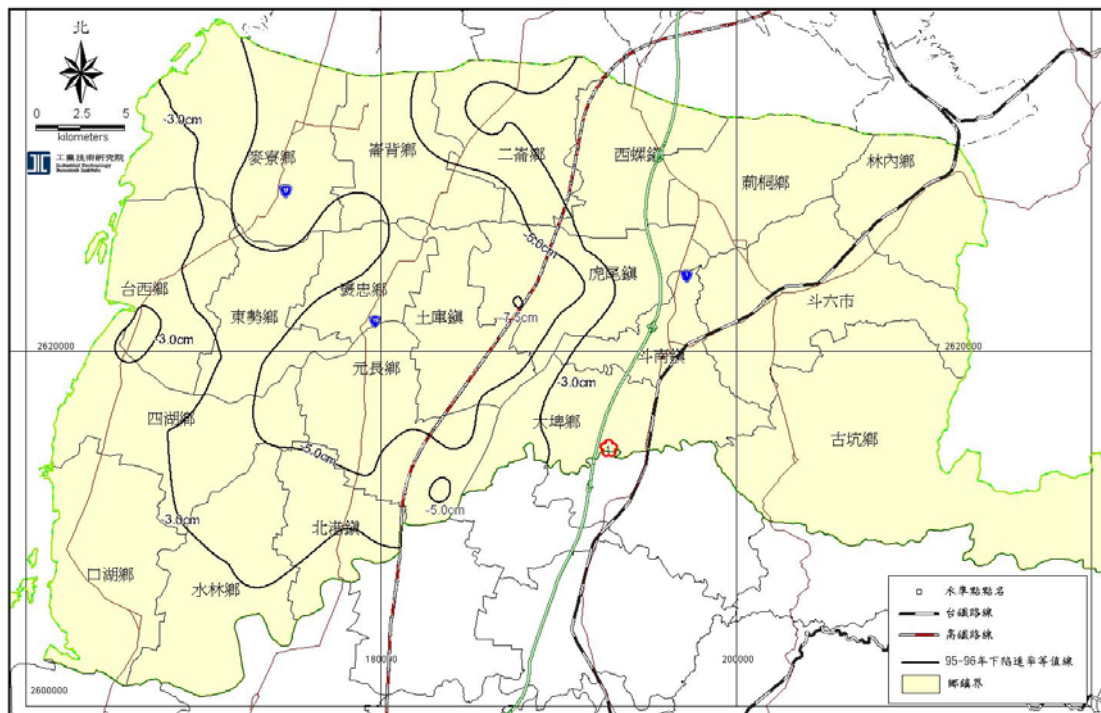 北
0 2.5 5
kilometers
工業技術研究院
Industrial Technology
Research Institute
-3.0cm
麥寮鄉
崙背鄉
二崙鄉
西螺鎮
莿桐鄉
林內鄉
-5.0cm
虎尾鎮
台西鄉
東勢鄉
褒忠鄉
土庫鎮
-7.5cm
斗六市
-3.0cm
2620000
2620000
元長鄉
斗南鎮
-3.0cm
四湖鄉
大埤鄉
古坑鄉
-5.0cm
1
-5.0cm
-3.0cm
北港鎮
口湖鄉
水林鄉
水準點點名
台鐵路線
高鐵路線
95-96年下陷速率等值線
鄉鎮界
180000
200000
2600000